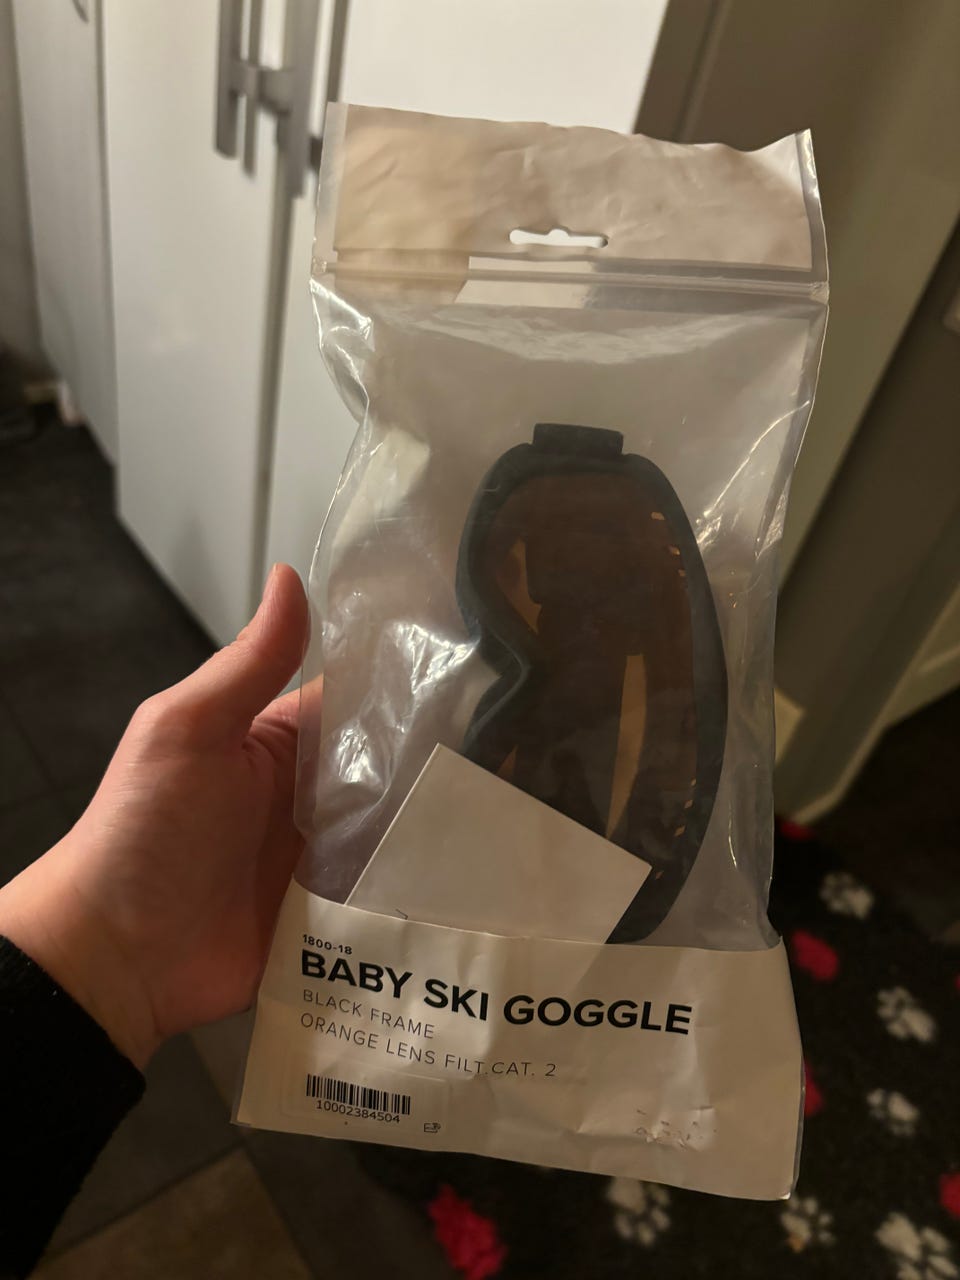 1800-18
BABY SKI GOGGLE
BLACK FRAME
ORANGE LENS FILT.CAT. 2
10002384504